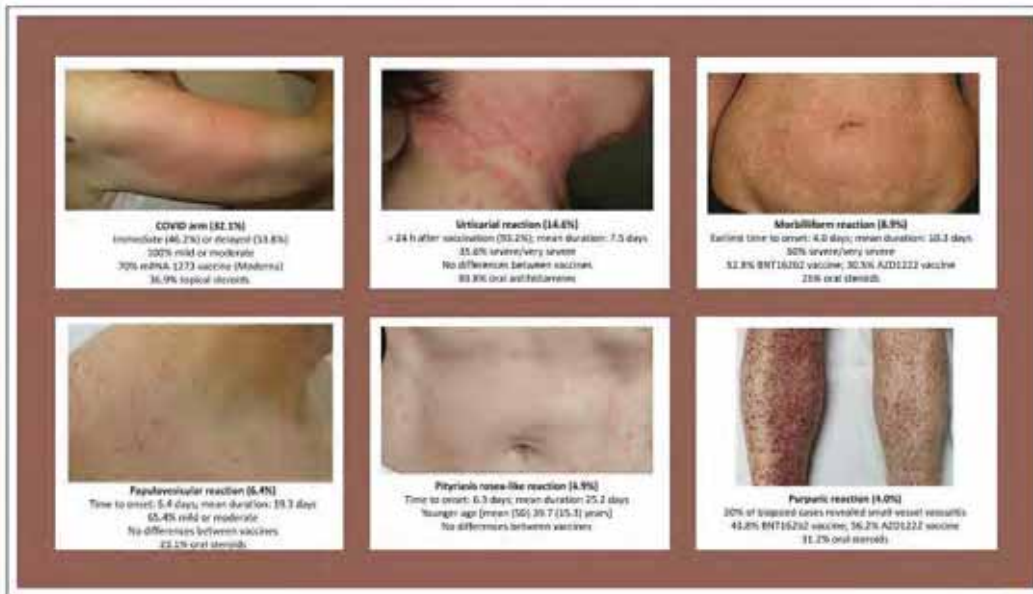 COVID arm (32.1%)
Immediate (46.2%) or delayed (53.8%)
100% mild or moderate
70% mRNA 1273 vaccine (Moderna)
36.9% topical steroids
Urticarial reaction (14.6%)
> 24 h after vaccination (93.2%); mean duration: 7.5 days
severe/very severe
No differences between vaccines
oral antihistamines
Morbilliform reaction (8.9%)
Earliest time to onset: days; mean duration: 10.3 days
50% severe/very severe
52.8% BNT162b2 vaccine; 30.5% AZD1222 vaccine
25% oral steroids
Papulovesicular reaction (6.4%)
Time to onset: 6.4 days; mean duration: 19.3 days
65.4% mild or moderate
No differences between vaccines
23.1% oral steroids
Pityriasis rosea-like reaction (4.9%)
Time to onset: 6.3 days; mean duration: 25.2 days
Younger age [mean (SD) 39.7 (15.3) years]
No differences between vaccines
Purpuric reaction (4.0%)
of biopsied cases revealed small-vessel vasculitis
43.8% BNT162b2 vaccine; 56.2% AZD1222 vaccine
31.2% oral steroids